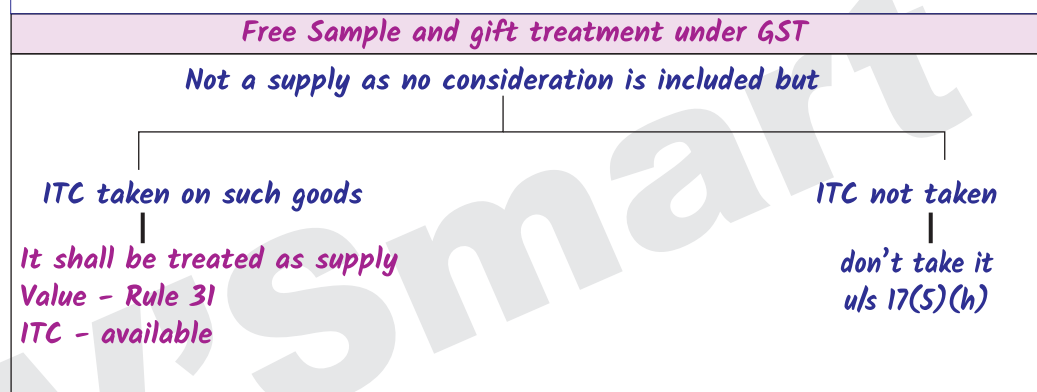 Free Sample and gift treatment under GST
Not a supply as no consideration is included but
ITC taken on such goods
It shall be treated as supply
Value - Rule 31
ITC - available
ITC not taken
don't take it
u/s 17(5)(h)
V'Smart